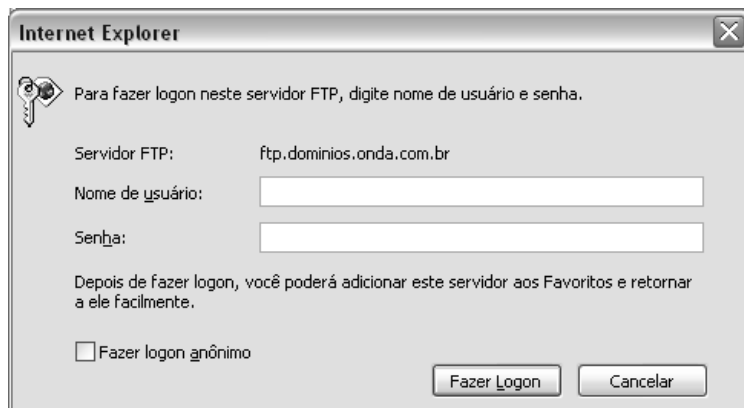 Internet Explorer
Para fazer logon neste servidor FTP, digite nome de usuário e senha.
Servidor FTP: ftp.dominios.onda.com.br
Nome de usuário:
Senha:
Depois de fazer logon, você poderá adicionar este servidor aos Favoritos e retornar
a ele facilmente.
Fazer logon anônimo
Fazer Logon Cancelar